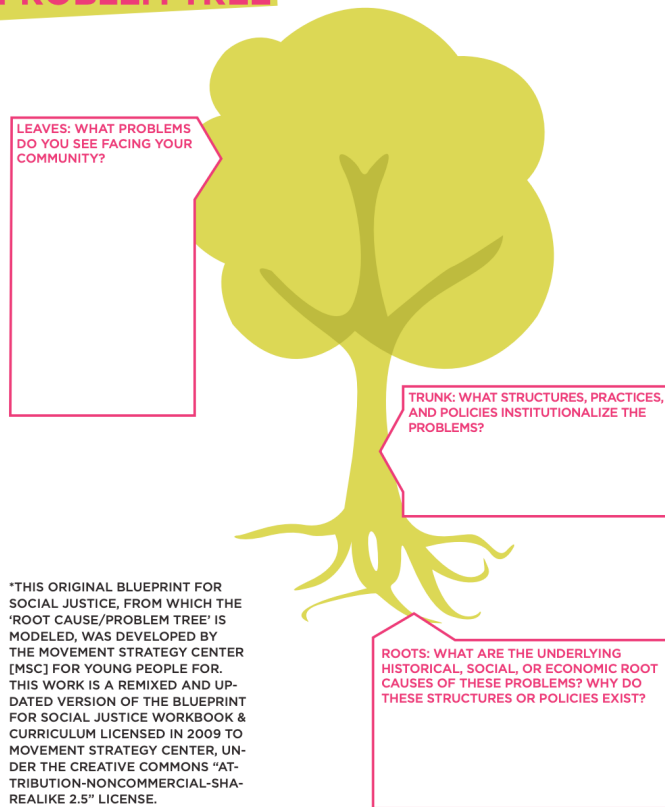 PROBLEM TREE
LEAVES: WHAT PROBLEMS
DO YOU SEE FACING YOUR
COMMUNITY?
TRUNK: WHAT STRUCTURES, PRACTICES,
AND POLICIES INSTITUTIONALIZE THE
PROBLEMS?
*THIS ORIGINAL BLUEPRINT FOR
SOCIAL JUSTICE, FROM WHICH THE
‘ROOT CAUSE/PROBLEM TREE’ IS
MODELED, WAS DEVELOPED BY
THE MOVEMENT STRATEGY CENTER
[MSC] FOR YOUNG PEOPLE FOR.
THIS WORK IS A REMIXED AND UP-
DATED VERSION OF THE BLUEPRINT
FOR SOCIAL JUSTICE WORKBOOK &
CURRICULUM LICENSED IN 2009 TO
MOVEMENT STRATEGY CENTER, UN-
DER THE CREATIVE COMMONS “AT-
TRIBUTION-NONCOMMERCIAL-SHA-
REALIKE 2.5” LICENSE.
ROOTS: WHAT ARE THE UNDERLYING
HISTORICAL, SOCIAL, OR ECONOMIC ROOT
CAUSES OF THESE PROBLEMS? WHY DO
THESE STRUCTURES OR POLICIES EXIST?